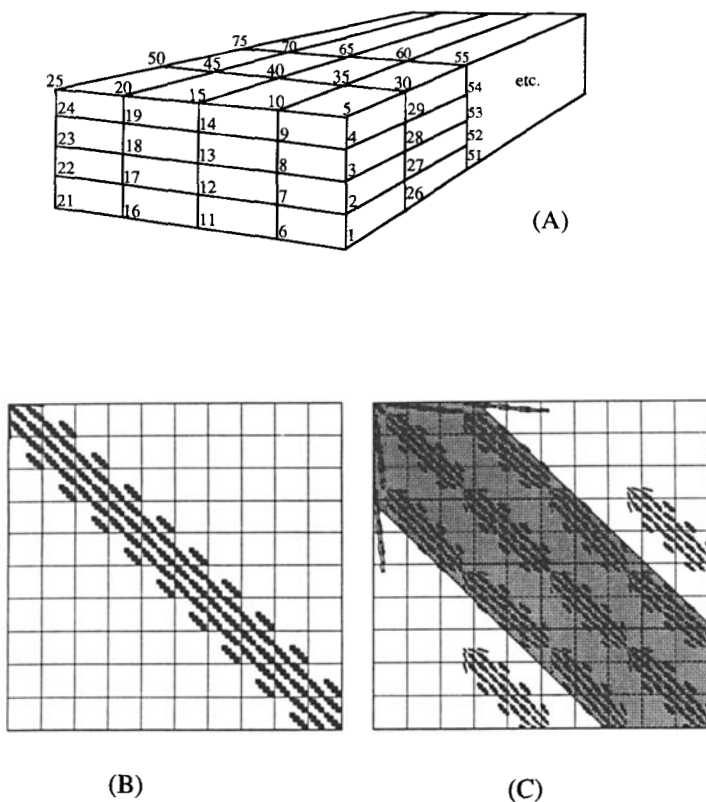 75 70 65 60 55
50 45 40 35 30 54 etc.
25 20 15 10 5 29 53
24 19 14 9 4 28 52
23 18 13 8 3 27 51
22 17 12 7 2 26
21 16 11 6 1
(A)
(B) (C)